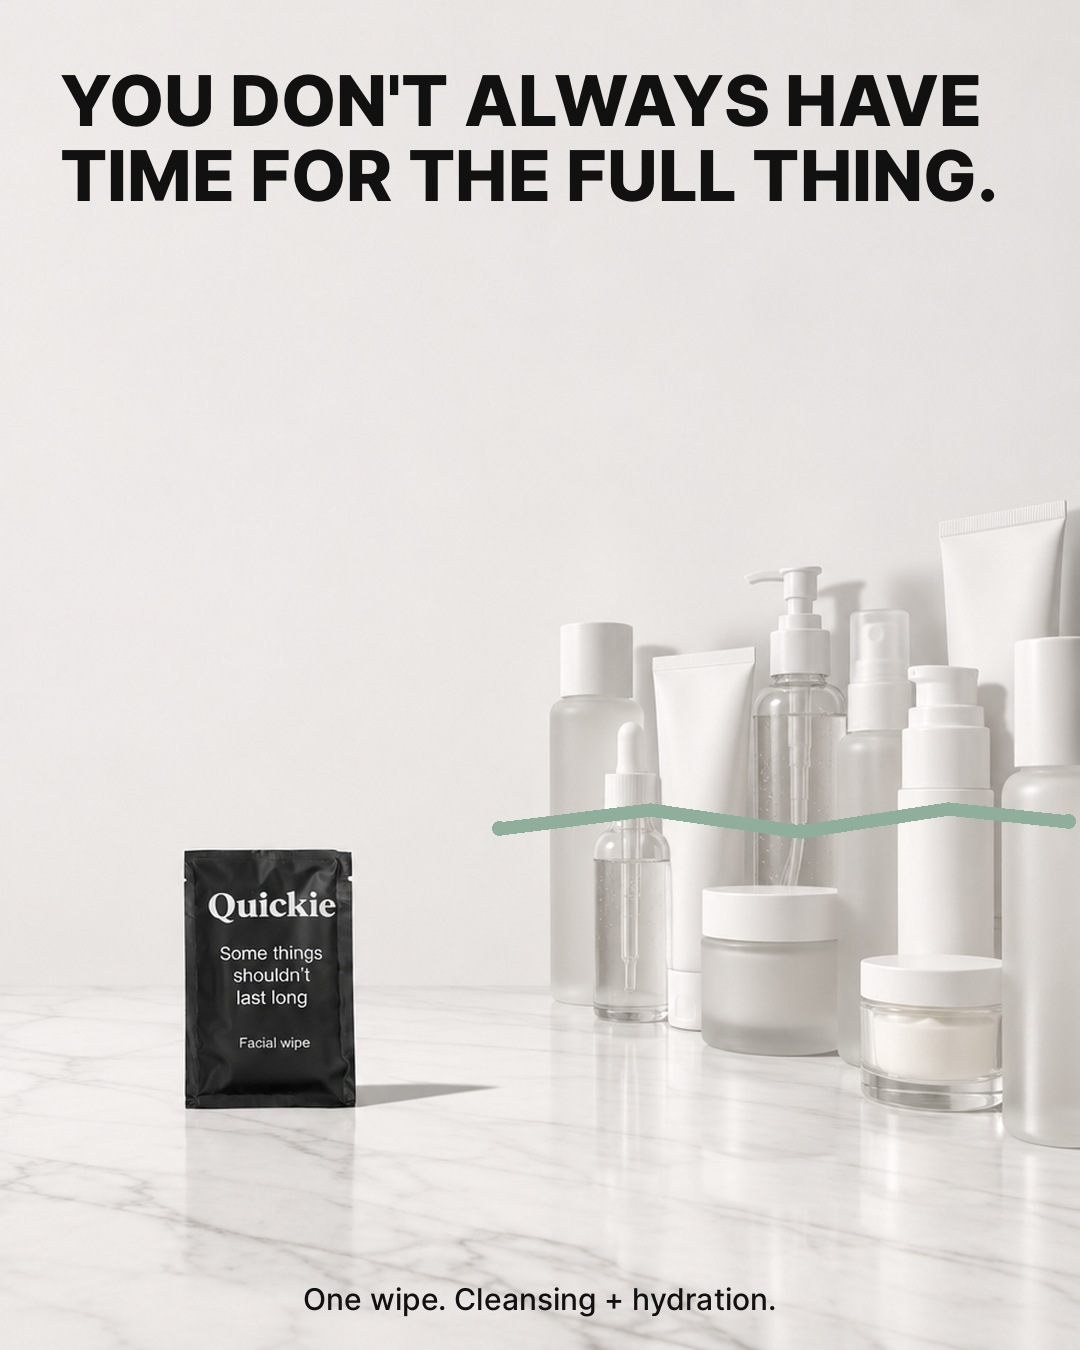 YOU DON'T ALWAYS HAVE
TIME FOR THE FULL THING.
Quickie
Some things
shouldn't
last long
Facial wipe
One wipe. Cleansing + hydration.